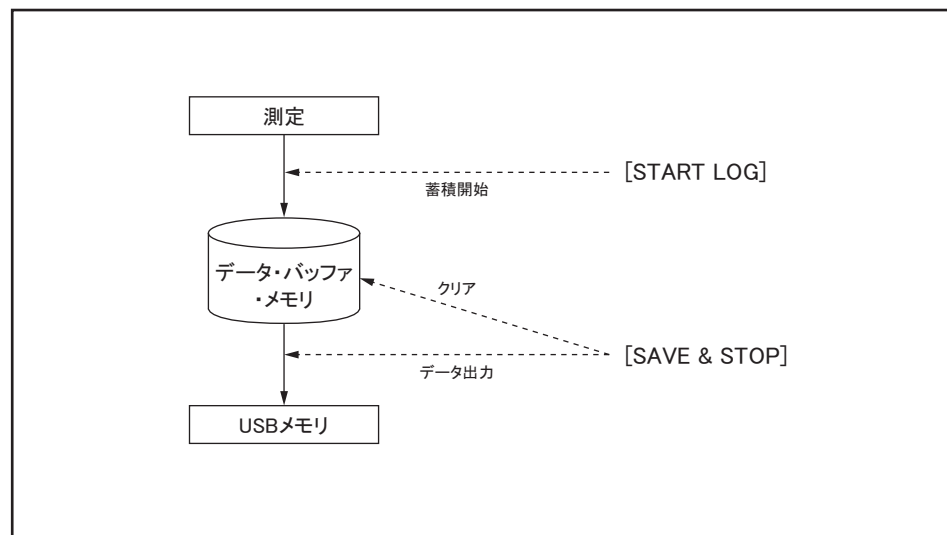 測定
[START LOG]
蓄積開始
データ・バッファ
・メモリ
クリア
[SAVE & STOP]
データ出力
USBメモリ